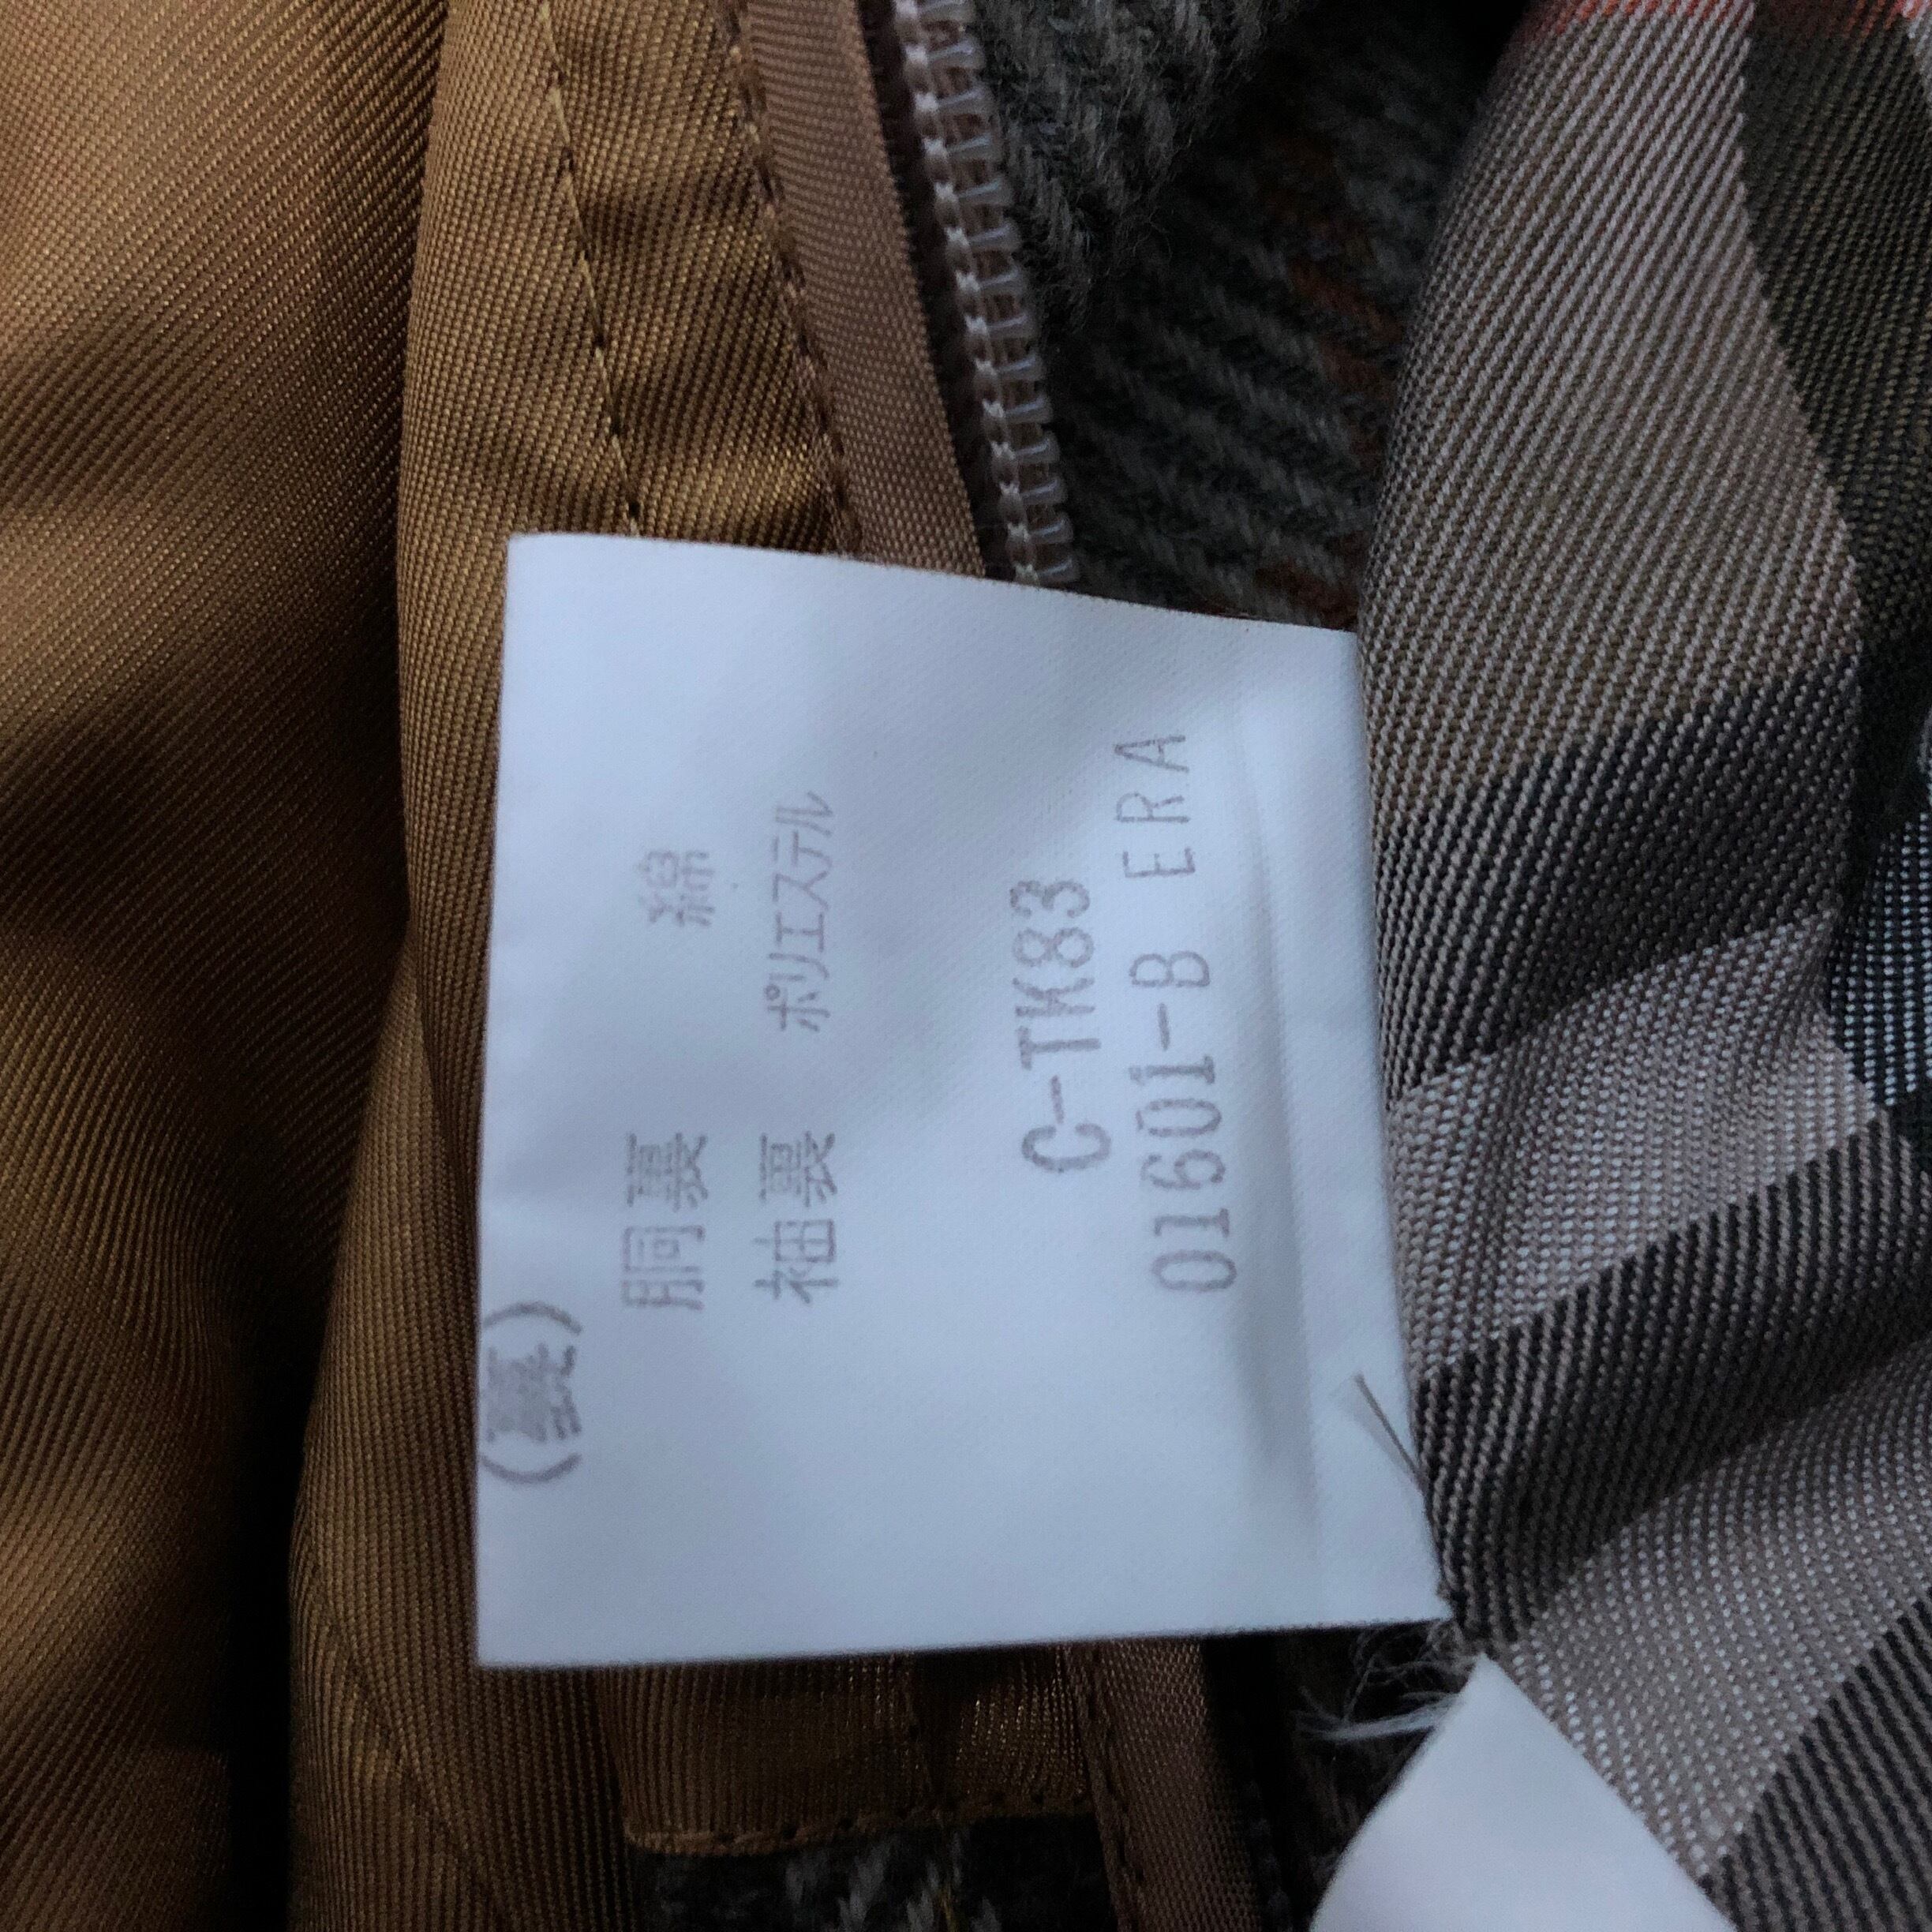 (裏)
胴裏 綿
袖裏 ポリエステル
C-TK83
01601-B ERA